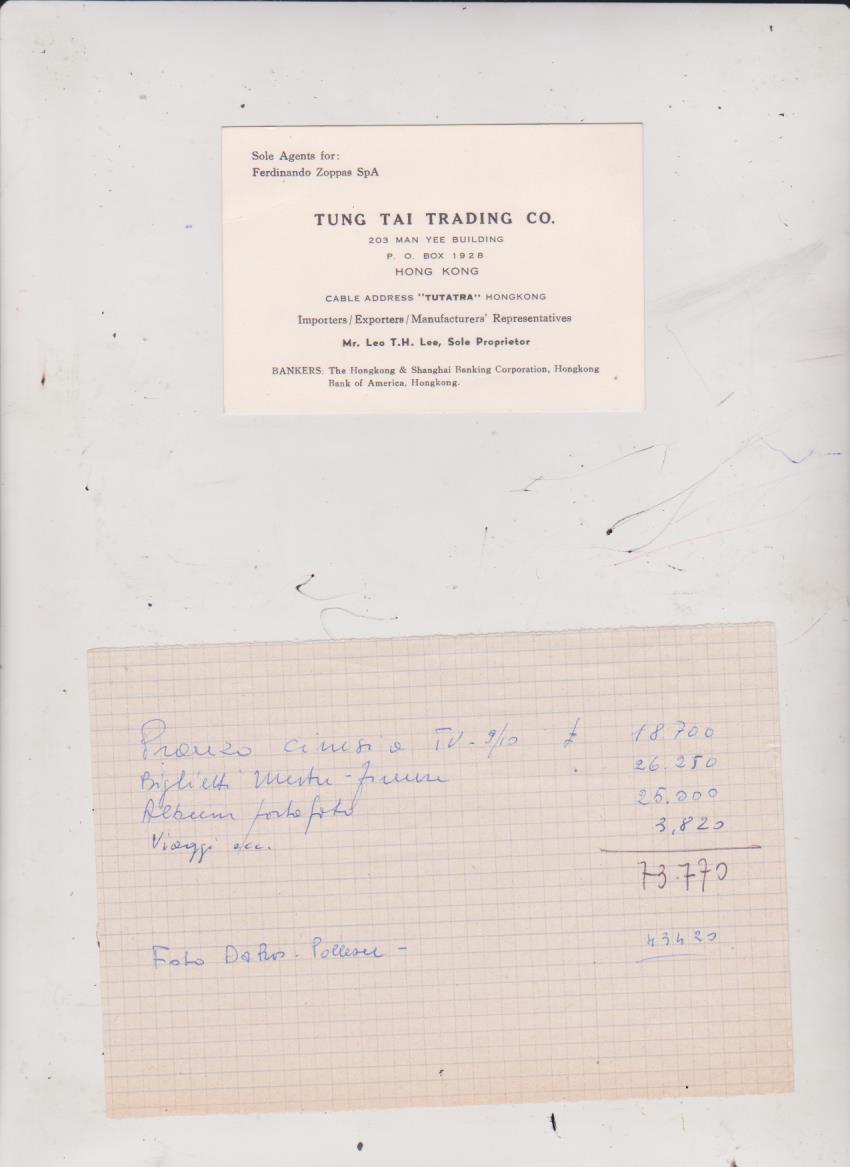 Sole Agents for:
Ferdinando Zoppas SpA
TUNG TAI TRADING CO.
203 MAN YEE BUILDING
P. O. BOX 1928
HONG KONG
CABLE ADDRESS "TUTATRA" HONGKONG
Importers/Exporters/Manufacturers' Representatives
Mr. Leo T.H. Lee, Sole Proprietor
BANKERS: The Hongkong & Shanghai Banking Corporation, Hongkong
Bank of America, Hongkong.
Pranzo cinesi a TV - 9/10 £ 18.700
Biglietti Mestre - Firenze 26.250
Album portafoto 25.000
Viaggi ecc. 3,820
73.770
Foto - 43420